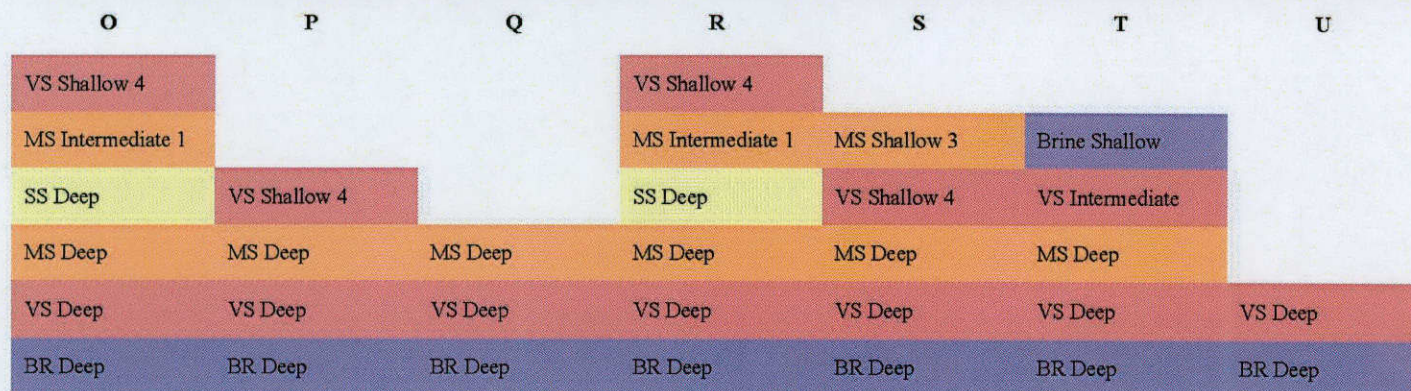 O P Q R S T U
VS Shallow 4 VS Shallow 4
MS Intermediate 1 MS Intermediate 1 MS Shallow 3 Brine Shallow
SS Deep VS Shallow 4 SS Deep VS Shallow 4 VS Intermediate
MS Deep MS Deep MS Deep MS Deep MS Deep MS Deep
VS Deep VS Deep VS Deep VS Deep VS Deep VS Deep VS Deep
BR Deep BR Deep BR Deep BR Deep BR Deep BR Deep BR Deep